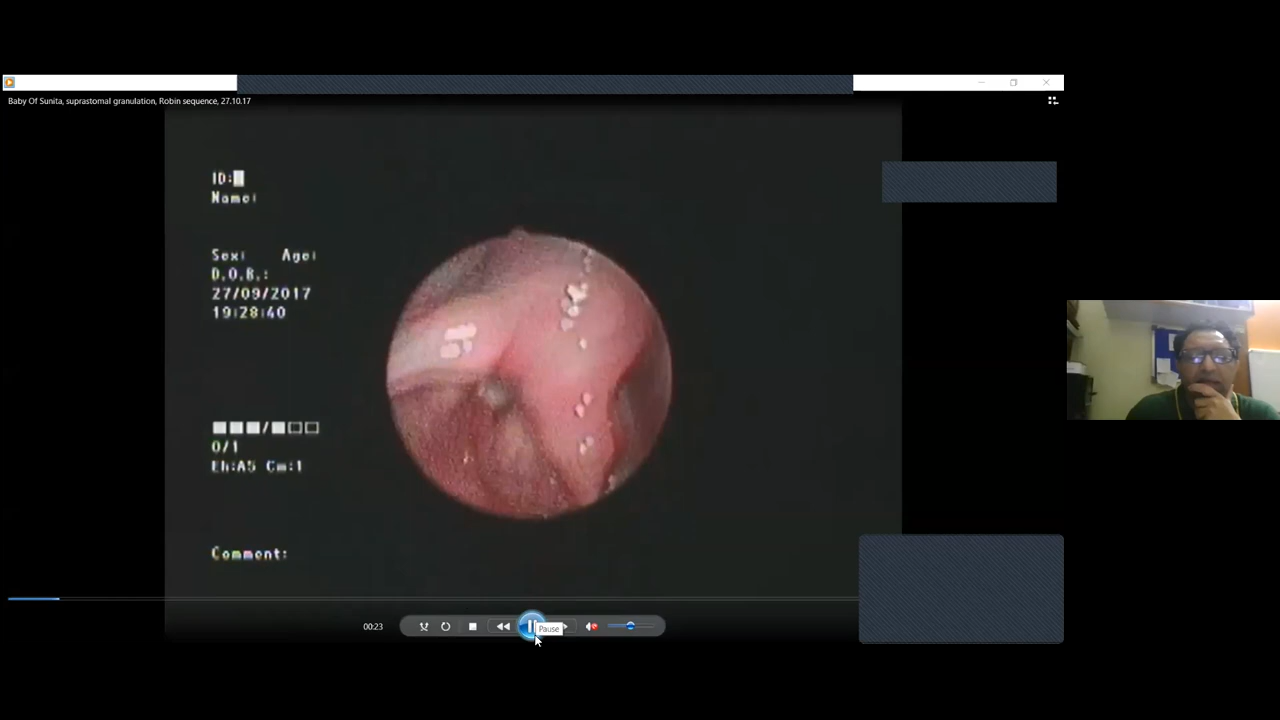 Baby Of Sunita, suprastomal granulation, Robin sequence, 27.10.17
ID:
Name:
Sex: Age:
D.O.B.:
27/09/2017
19:28:40
0/1
Eh:A5 Cm:1
Comment:
00:23
Pause